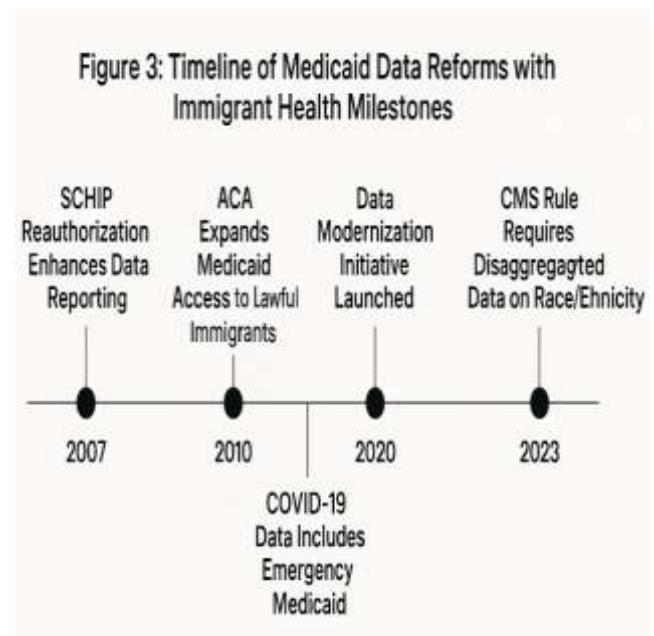 Figure 3: Timeline of Medicaid Data Reforms with
Immigrant Health Milestones
SCHIP
Reauthorization
Enhances Data
Reporting
ACA
Expands
Medicaid
Access to Lawful
Immigrants
Data
Modernization
Initiative
Launched
CMS Rule
Requires
Disaggregagted
Data on Race/Ehnicity
2007
2010
2020
2023
COVID-19
Data Includes
Emergency
Medicaid